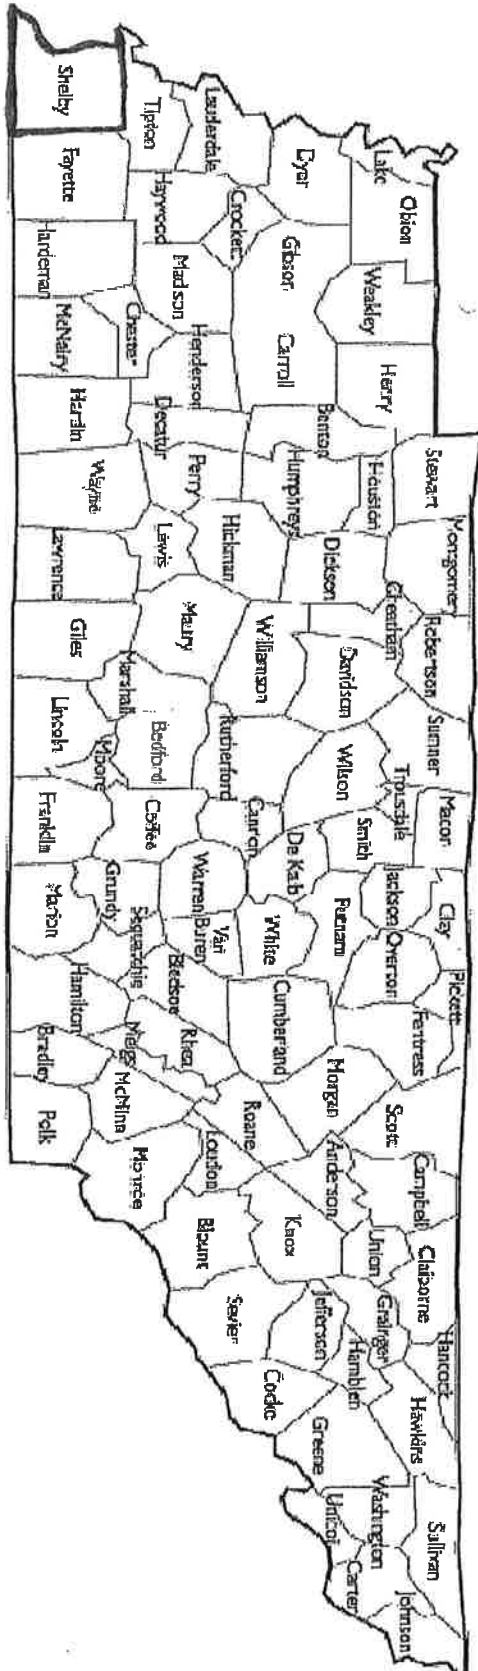 Shelby
Tipton
Lauderdale
Dyer
Lake
Obion
Fayette
Haywood
Crockett
Gibson
Weakley
Hardeman
Madison
Carroll
Henry
McNairy
Chester
Henderson
Benton
Hardin
Decatur
Perry
Humphreys
Houston
Stewart
Wayne
Lewis
Hickman
Dickson
Montgomery
Lawrence
Maury
Williamson
Cheatham
Robertson
Giles
Marshall
Davidson
Sumner
Lincoln
Bedford
Rutherford
Wilson
Trousdale
Macon
Moore
Franklin
Coffee
Cannon
De Kalb
Smith
Jackson
Clay
Marion
Grundy
Warren
Van
Buren
White
Putnam
Overton
Pickett
Sequatchie
Bledsoe
Cumberland
Fentress
Hamilton
Meigs
Rhea
Morgan
Scott
Bradley
McMinn
Roane
Anderson
Campbell
Polk
Monroe
Loudon
Knox
Union
Claiborne
Blount
Jefferson
Grainger
Hancock
Sevier
Hamblen
Hawkins
Cocke
Greene
Washington
Sullivan
Unicoi
Carter
Johnson